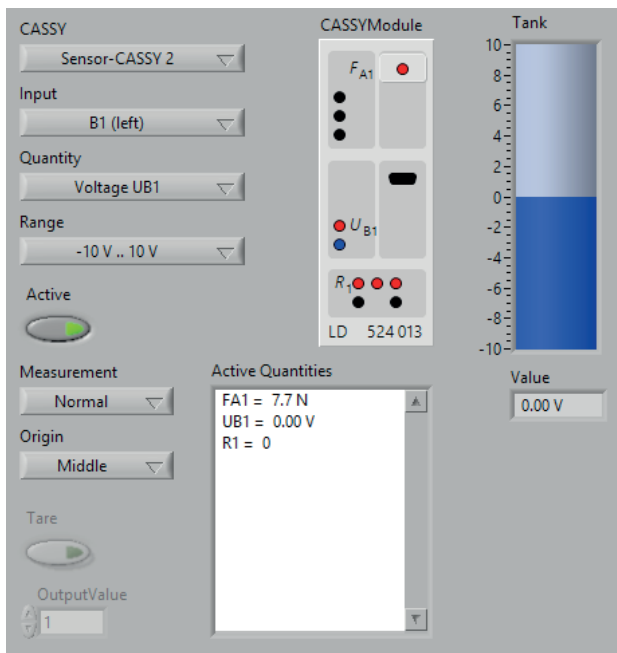 CASSY
Sensor-CASSY 2
Input
B1 (left)
Quantity
Voltage UB1
Range
-10 V .. 10 V
Active
Measurement
Normal
Origin
Middle
Tare
OutputValue
1
CASSYModule
FA1
UB1
R1
LD 524 013
Active Quantities
FA1 = 7.7 N
UB1 = 0.00 V
R1 = 0
Tank
10
8
6
4
2
0
-2
-4
-6
-8
-10
Value
0.00 V